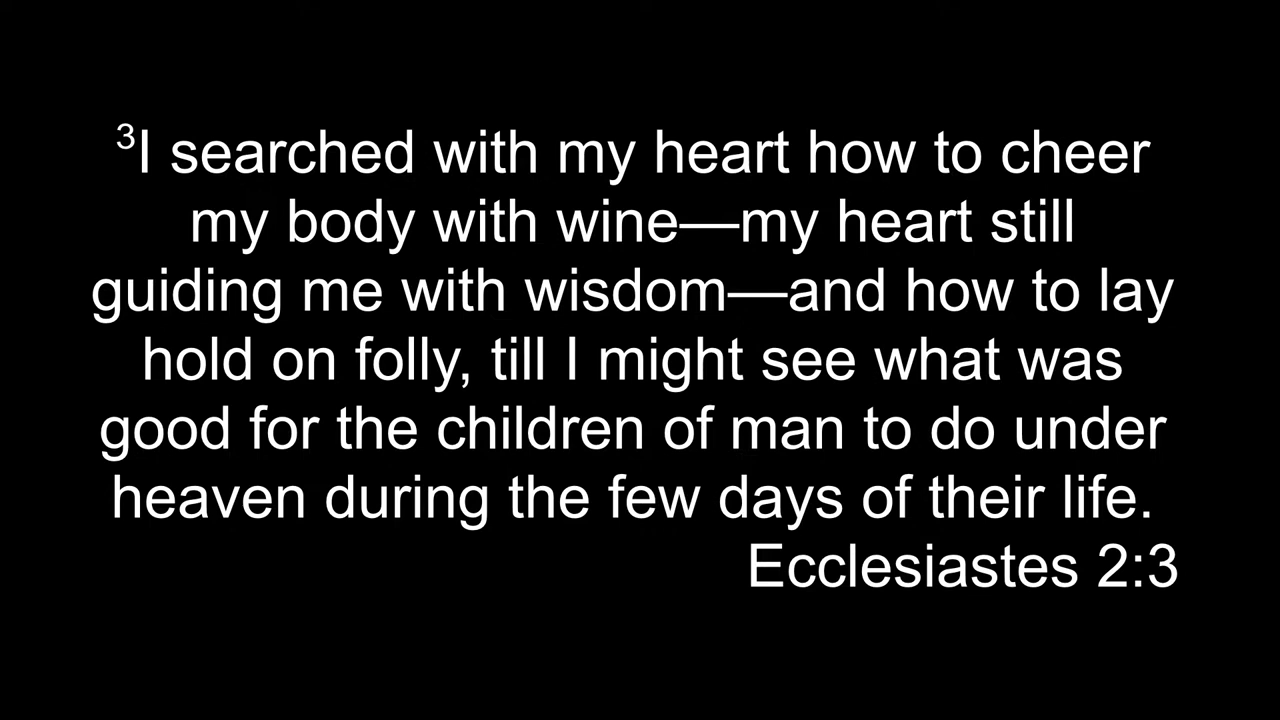 ³I searched with my heart how to cheer
my body with wine—my heart still
guiding me with wisdom—and how to lay
hold on folly, till I might see what was
good for the children of man to do under
heaven during the few days of their life.
Ecclesiastes 2:3